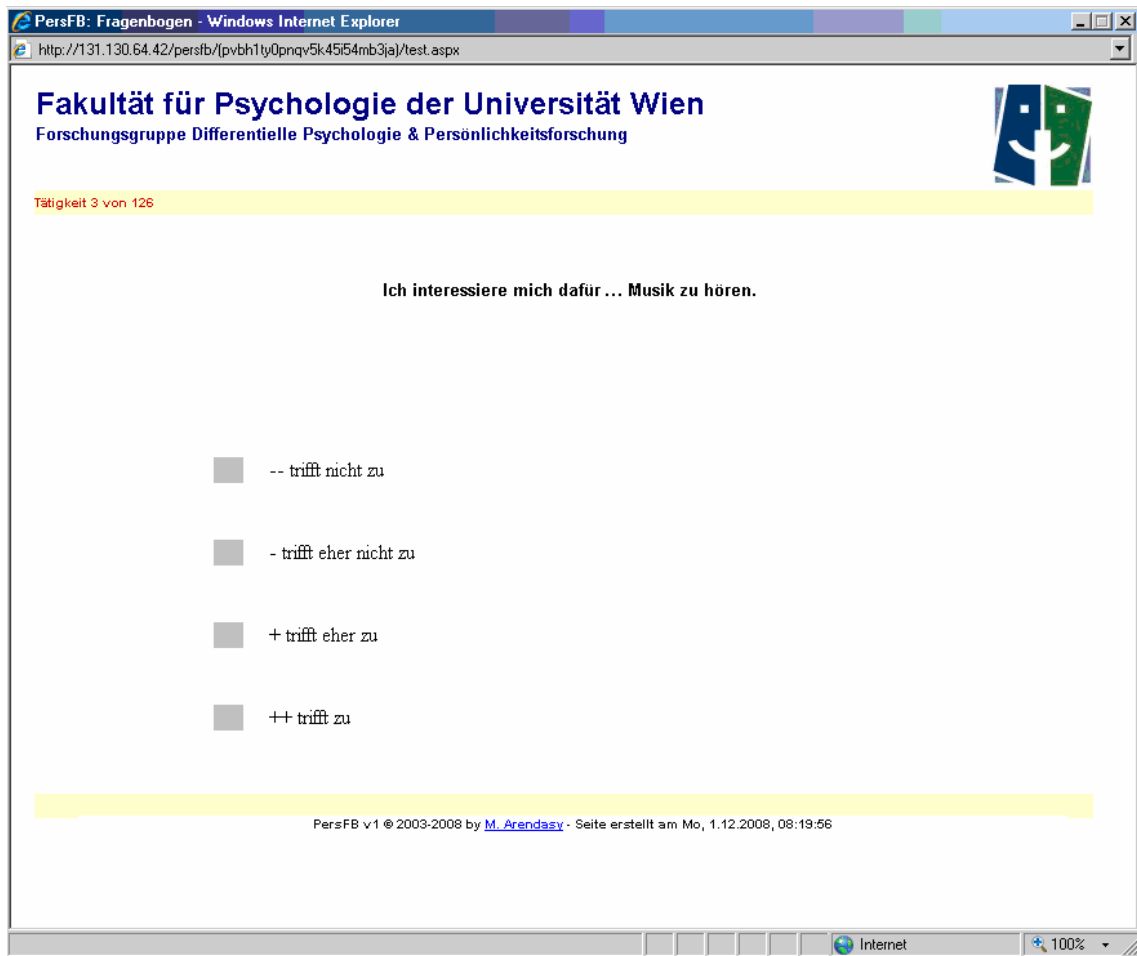 PersFB: Fragenbogen - Windows Internet Explorer
http://131.130.64.42/persfb/(pvbh1ty0pnqv5k45i54mb3ja)/test.aspx
Fakultät für Psychologie der Universität Wien
Forschungsgruppe Differentielle Psychologie & Persönlichkeitsforschung
Tätigkeit 3 von 126
Ich interessiere mich dafür ... Musik zu hören.
-- trifft nicht zu
- trifft eher nicht zu
+ trifft eher zu
++ trifft zu
PersFB v1 © 2003-2008 by M. Arendasy - Seite erstellt am Mo, 1.12.2008, 08:19:56
Internet 100%